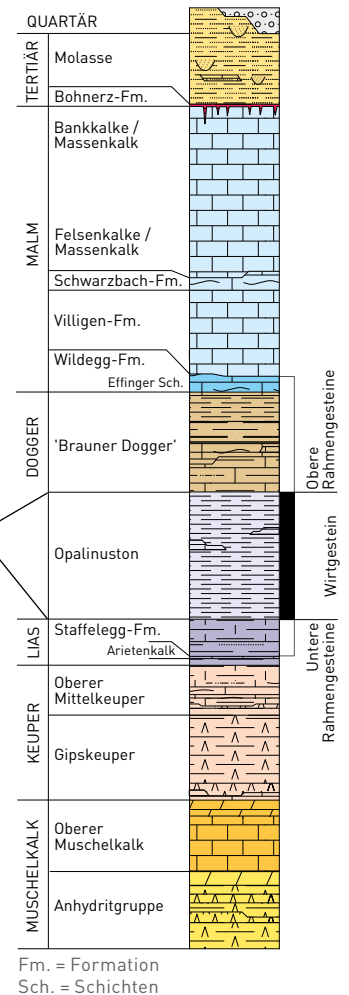 QUARTÄR
TERTIÄR
Molasse
Bohnerz-Fm.
MALM
Bankkalke /
Massenkalk
Felsenkalke /
Massenkalk
Schwarzbach-Fm.
Villigen-Fm.
Wildegg-Fm.
Effinger Sch.
DOGGER
'Brauner Dogger'
Obere
Rahmengesteine
Opalinuston
Wirtgestein
LIAS
Staffelegg-Fm.
Arietenkalk
Untere
Rahmengesteine
KEUPER
Oberer
Mittelkeuper
Gipskeuper
MUSCHELKALK
Oberer
Muschelkalk
Anhydritgruppe
Fm. = Formation
Sch. = Schichten